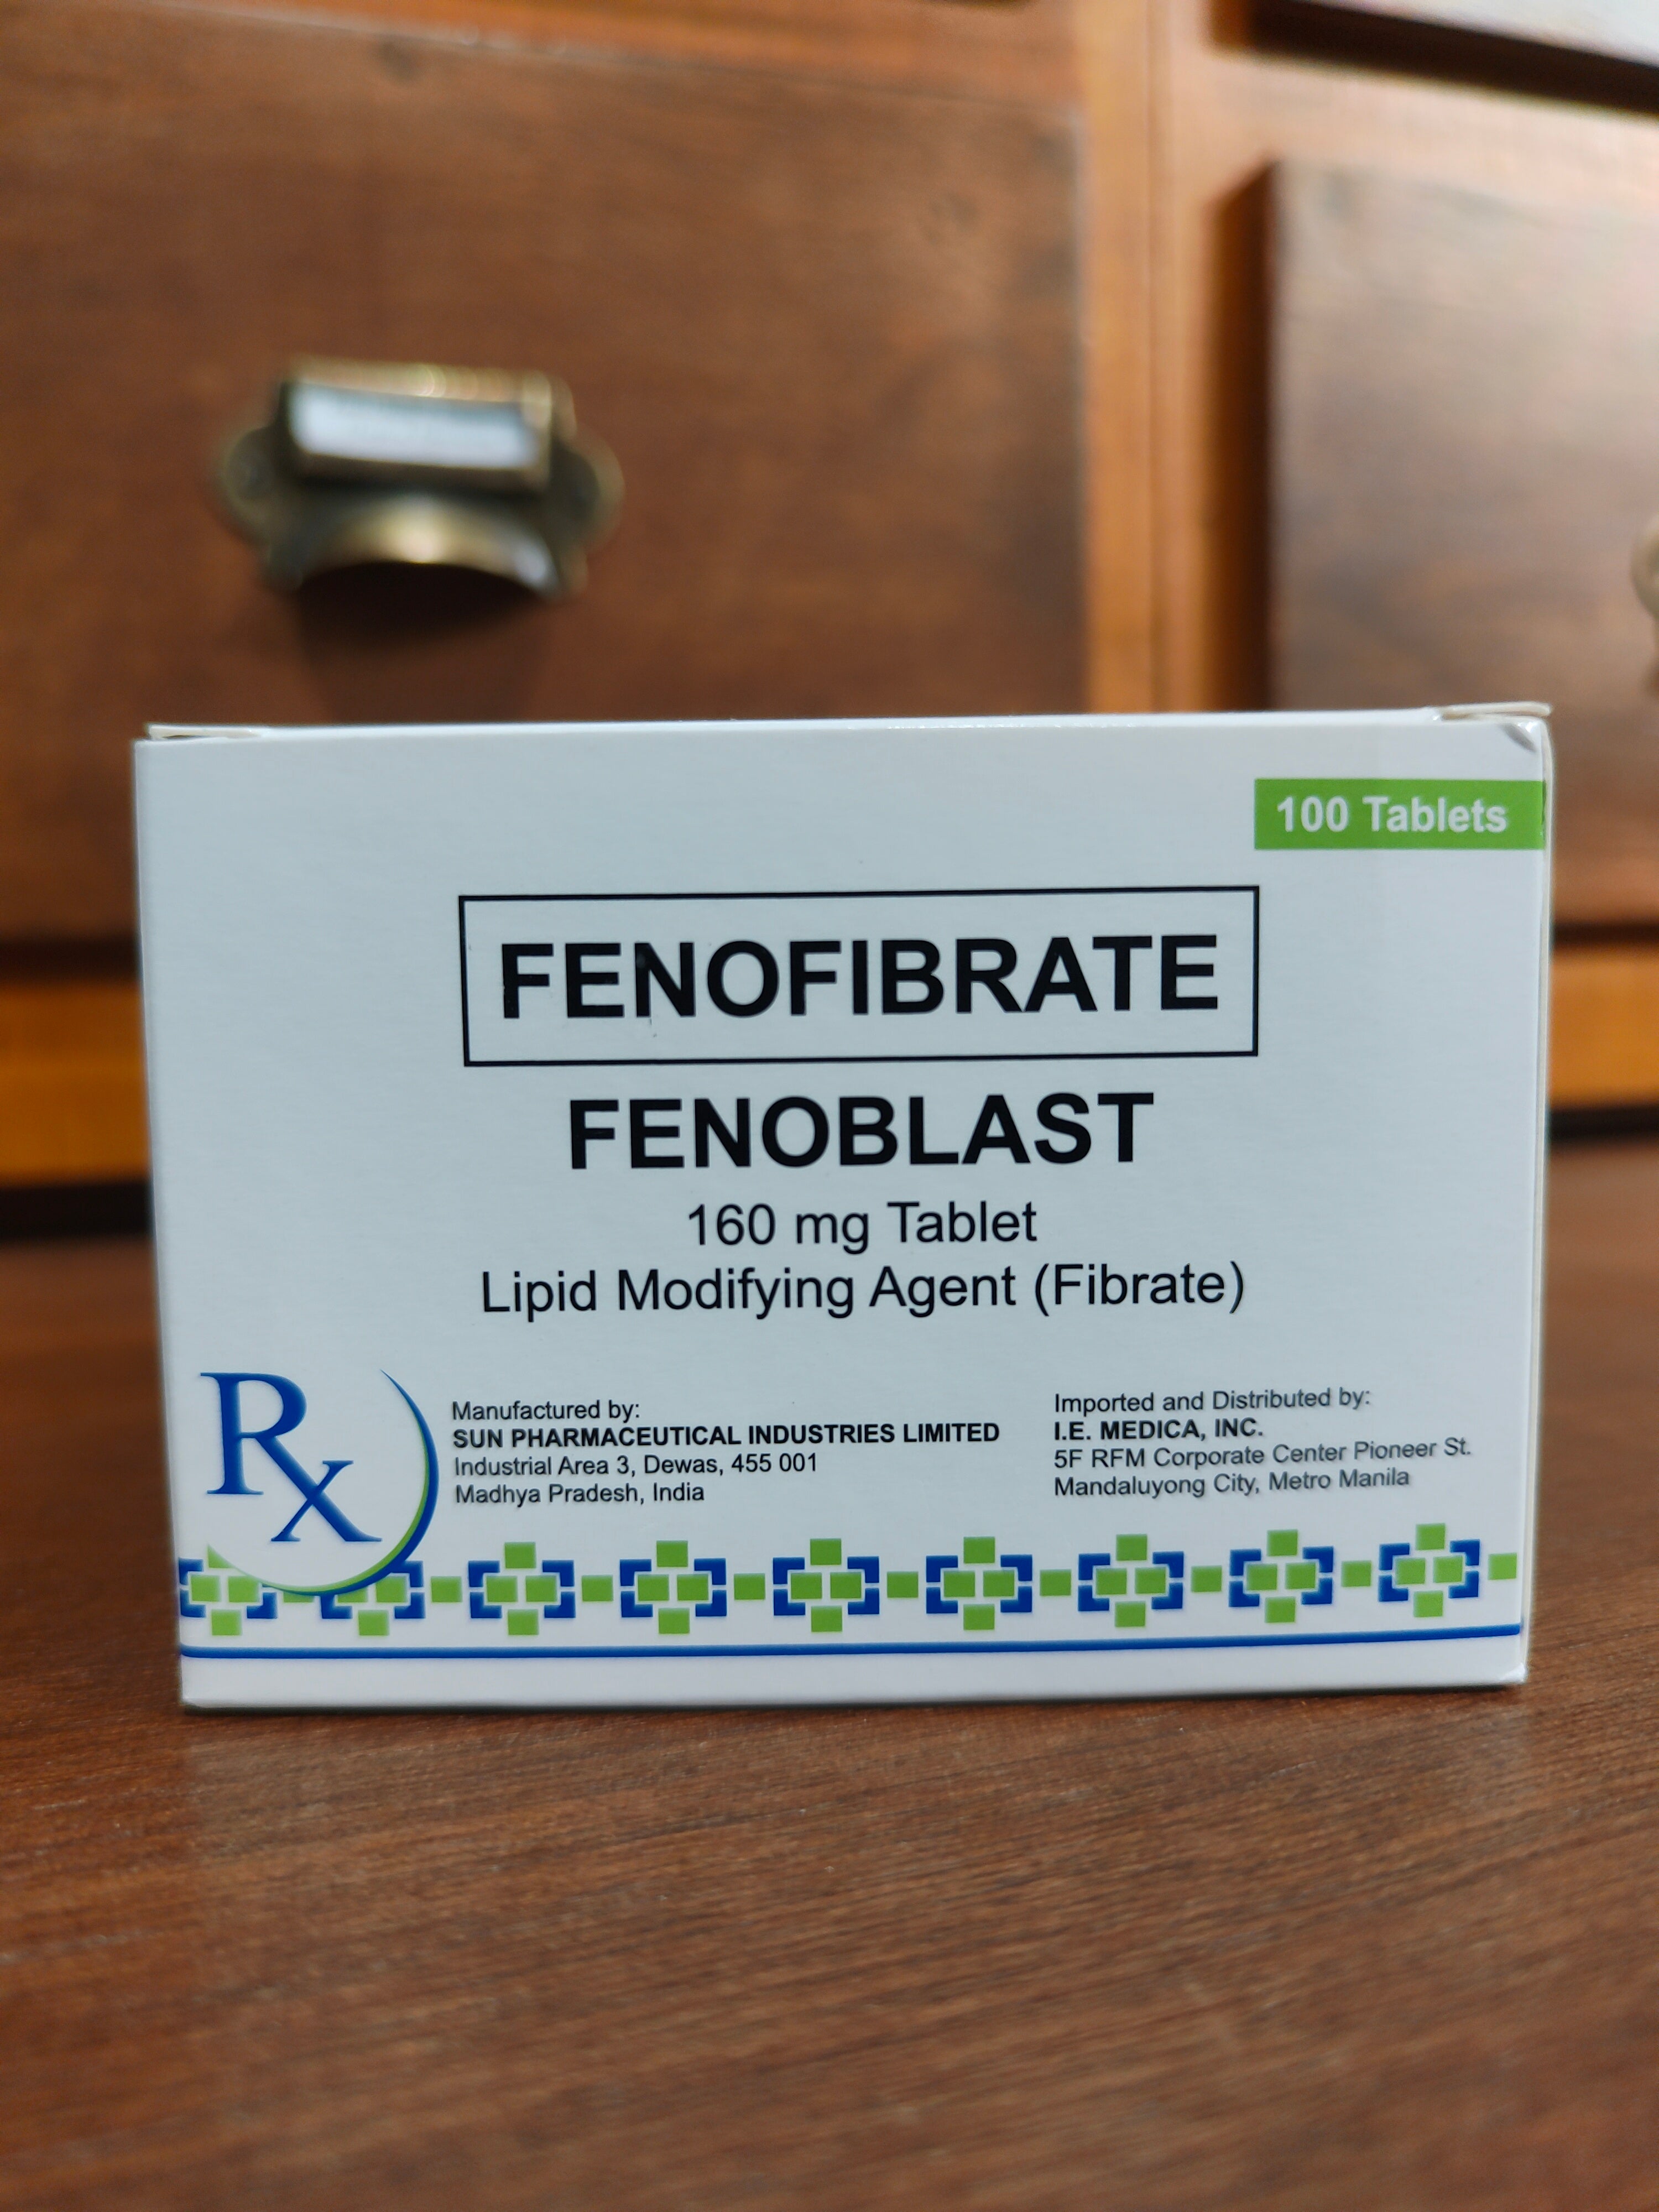 100 Tablets
FENOFIBRATE
FENOBLAST
160 mg Tablet
Lipid Modifying Agent (Fibrate)
Rx
Manufactured by:
SUN PHARMACEUTICAL INDUSTRIES LIMITED
Industrial Area 3, Dewas, 455 001
Madhya Pradesh, India
Imported and Distributed by:
I.E. MEDICA, INC.
5F RFM Corporate Center Pioneer St.
Mandaluyong City, Metro Manila